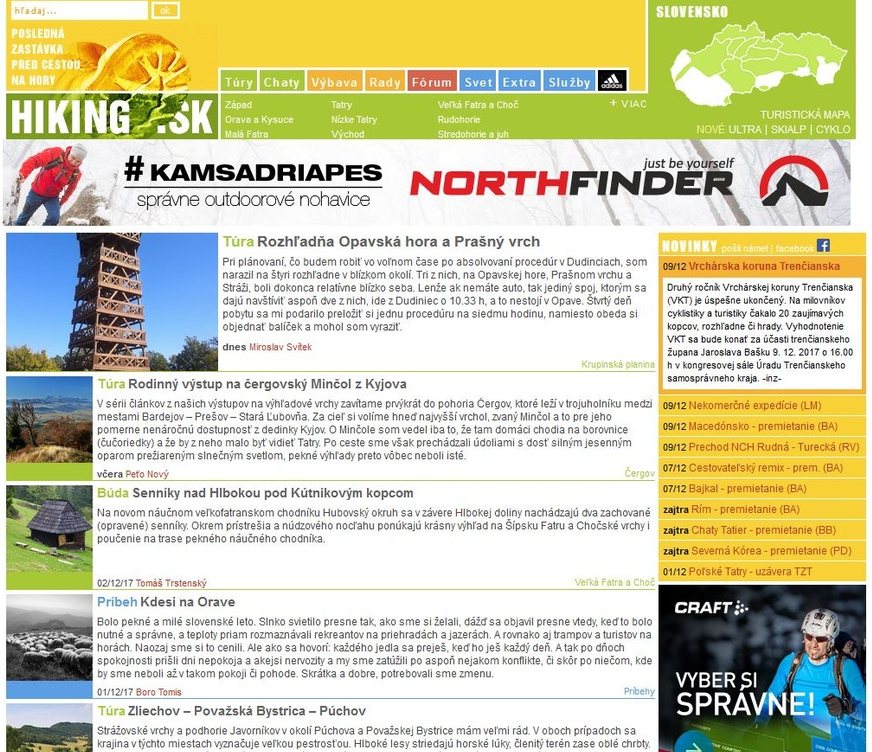 hľadaj...
ok
POSLEDNÁ
ZASTÁVKA
PRED CESTOU
NA HORY
HIKING.SK
Túry
Chaty
Výbava
Rady
Fórum
Svet
Extra
Služby
adidas
Západ
Tatry
Veľká Fatra a Choč
+ VIAC
Orava a Kysuce
Nízke Tatry
Rudohorie
Malá Fatra
Východ
Stredohorie a juh
SLOVENSKO
TURISTICKÁ MAPA
NOVÉ ULTRA | SKIALP | CYKLO
# KAMSADRIAPES
správne outdoorové nohavice
just be yourself
NORTHFINDER
Túra Rozhľadňa Opavská hora a Prašný vrch
Pri plánovaní, čo budem robiť vo voľnom čase po absolvovaní procedúr v Dudinciach, som
narazil na štyri rozhľadne v blízkom okolí. Tri z nich, na Opavskej hore, Prašnom vrchu a
Stráži, boli dokonca relatívne blízko seba. Lenže ak nemáte auto, tak jediný spoj, ktorým sa
dajú navštíviť aspoň dve z nich, ide z Dudiniec o 10.33 h, a to nestojí v Opave. Štvrtý deň
pobytu sa mi podarilo preložiť si jednu procedúru na siedmu hodinu, namiesto obeda si
objednať balíček a mohol som vyraziť.
dnes Miroslav Svítek
Krupinská planina
Túra Rodinný výstup na čergovský Minčol z Kyjova
V sérii článkov z našich výstupov na výhľadové vrchy zavítame prvýkrát do pohoria Čergov, ktoré leží v trojuholníku medzi
mestami Bardejov – Prešov – Stará Ľubovňa. Za cieľ si volíme hneď najvyšší vrchol, zvaný Minčol a to pre jeho
pomerne nenáročnú dostupnosť z dedinky Kyjov. O Minčole som vedel iba to, že tam domáci chodia na borovnice
(čučoriedky) a že by z neho malo byť vidieť Tatry. Po ceste sme však prechádzali údoliami s dosť silným jesenným
oparom prežiareným slnečným svetlom, pekné výhľady preto vôbec neboli isté.
včera Peťo Nový
Čergov
Búda Senníky nad Hlbokou pod Kútnikovým kopcom
Na novom náučnom veľkofatranskom chodníku Hubovský okruh sa v závere Hlbokej doliny nachádzajú dva zachované
(opravené) senníky. Okrem prístrešia a núdzového nocľahu ponúkajú krásny výhľad na Šípsku Fatru a Chočské vrchy i
poučenie na trase pekného náučného chodníka.
02/12/17 Tomáš Trstenský
Veľká Fatra a Choč
Príbeh Kdesi na Orave
Bolo pekné a milé slovenské leto. Slnko svietilo presne tak, ako sme si želali, dážď sa objavil presne vtedy, keď to bolo
nutné a správne, a teploty priam rozmaznávali rekreantov na priehradách a jazerách. A rovnako aj trampov a turistov na
horách. Naozaj sme si to cenili. Ale ako sa hovorí: každého jedla sa preješ, keď ho ješ každý deň. A tak po dňoch
spokojnosti prišli dni nepokoja a akejsi nervozity a my sme zatúžili po aspoň nejakom konflikte, či skôr po niečom, kde
by sme neboli až v takom pokoji či pohode. Skrátka a dobre, potrebovali sme zmenu.
01/12/17 Boro Tomis
Príbehy
Túra Zliechov – Považská Bystrica – Púchov
Strážovské vrchy a podhorie Javorníkov v okolí Púchova a Považskej Bystrice mám veľmi rád. V oboch prípadoch sa
krajina v týchto miestach vyznačuje veľkou pestrosťou. Hlboké lesy striedajú horské lúky, členitý terén zase oblé chrbty.
NOVINKY pošli námet | facebook
09/12 Vrchárska koruna Trenčianska
Druhý ročník Vrchárskej koruny Trenčianska
(VKT) je úspešne ukončený. Na milovníkov
cyklistiky a turistiky čakalo 20 zaujímavých
kopcov, rozhľadne či hrady. Vyhodnotenie
VKT sa bude konať za účasti trenčianskeho
župana Jaroslava Bašku 9. 12. 2017 o 16.00
h v kongresovej sále Úradu Trenčianskeho
samosprávneho kraja. -inz-
09/12 Nekomerčné expedície (LM)
09/12 Macedónsko - premietanie (BA)
09/12 Prechod NCH Rudná - Turecká (RV)
07/12 Cestovateľský remix - prem. (BA)
07/12 Bajkal - premietanie (BA)
zajtra Rím - premietanie (BA)
zajtra Chaty Tatier - premietanie (BB)
zajtra Severná Kórea - premietanie (PD)
01/12 Poľské Tatry - uzávera TZT
CRAFT
VYBER SI
SPRÁVNE!